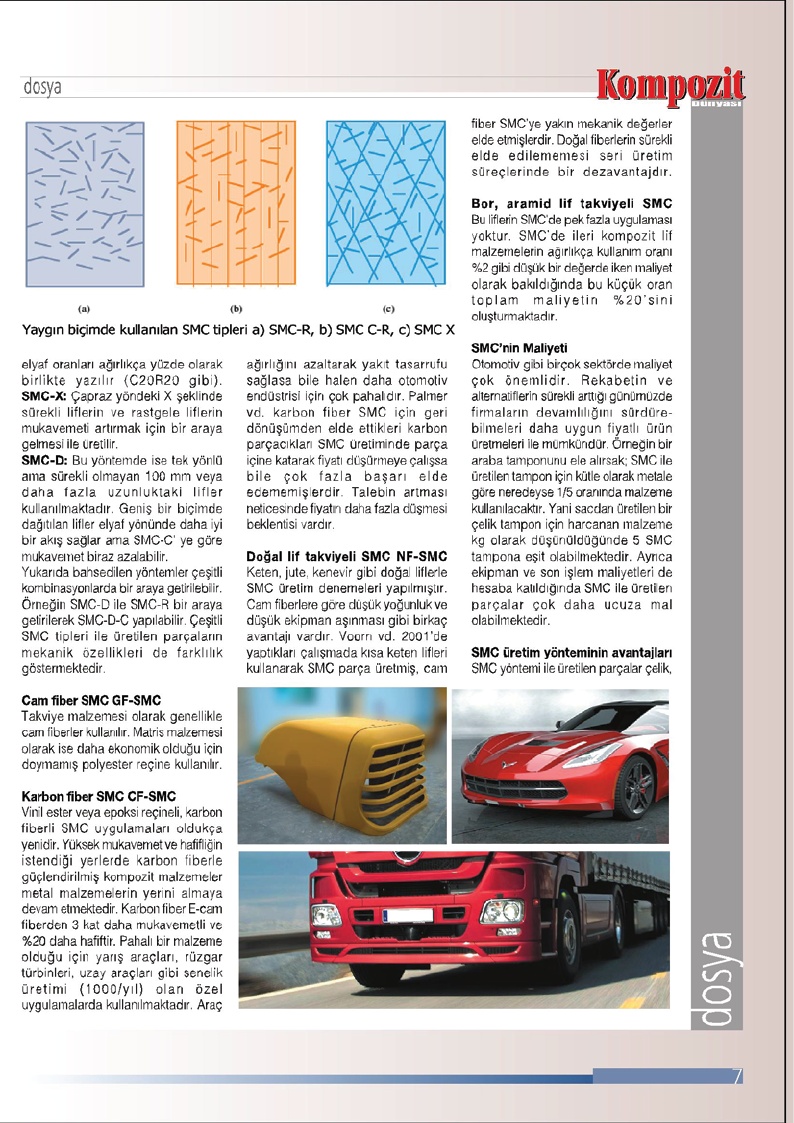 dosya
Kompozit
Dünyası
(a)
(b)
(c)
Yaygın biçimde kullanılan SMC tipleri a) SMC-R, b) SMC C-R, c) SMC X
elyaf oranları ağırlıkça yüzde olarak
birlikte yazılır (C20R20 gibi).
SMC-X: Çapraz yöndeki X şeklinde
sürekli liflerin ve rastgele liflerin
mukavemeti artırmak için bir araya
gelmesi ile üretilir.
SMC-D: Bu yöntemde ise tek yönlü
ama sürekli olmayan 100 mm veya
daha fazla uzunluktaki lifler
kullanılmaktadır. Geniş bir biçimde
dağıtılan lifler elyaf yönünde daha iyi
bir akış sağlar ama SMC-C' ye göre
mukavemet biraz azalabilir.
Yukarıda bahsedilen yöntemler çeşitli
kombinasyonlarda bir araya getirilebilir.
Örneğin SMC-D ile SMC-R bir araya
getirilerek SMC-D-C yapılabilir. Çeşitli
SMC tipleri ile üretilen parçaların
mekanik özellikleri de farklılık
göstermektedir.
Cam fiber SMC GF-SMC
Takviye malzemesi olarak genellikle
cam fiberler kullanılır. Matris malzemesi
olarak ise daha ekonomik olduğu için
doymamış polyester reçine kullanılır.
Karbon fiber SMC CF-SMC
Vinil ester veya epoksi reçineli, karbon
fiberli SMC uygulamaları oldukça
yenidir. Yüksek mukavemet ve hafifliğin
istendiği yerlerde karbon fiberle
güçlendirilmiş kompozit malzemeler
metal malzemelerin yerini almaya
devam etmektedir. Karbon fiber E-cam
fiberden 3 kat daha mukavemetli ve
%20 daha hafiftir. Pahalı bir malzeme
olduğu için yarış araçları, rüzgar
türbinleri, uzay araçları gibi senelik
üretimi (1000/yıl) olan özel
uygulamalarda kullanılmaktadır. Araç
ağırlığını azaltarak yakıt tasarrufu
sağlasa bile halen daha otomotiv
endüstrisi için çok pahalıdır. Palmer
vd. karbon fiber SMC için geri
dönüşümden elde ettikleri karbon
parçacıkları SMC üretiminde parça
içine katarak fiyatı düşürmeye çalışsa
bile çok fazla başarı elde
edememişlerdir. Talebin artması
neticesinde fiyatın daha fazla düşmesi
beklentisi vardır.
Doğal lif takviyeli SMC NF-SMC
Keten, jute, kenevir gibi doğal liflerle
SMC üretim denemeleri yapılmıştır.
Cam fiberlere göre düşük yoğunluk ve
düşük ekipman aşınması gibi birkaç
avantajı vardır. Voorn vd. 2001'de
yaptıkları çalışmada kısa keten lifleri
kullanarak SMC parça üretmiş, cam
fiber SMC'ye yakın mekanik değerler
elde etmişlerdir. Doğal fiberlerin sürekli
elde edilememesi seri üretim
süreçlerinde bir dezavantajdır.
Bor, aramid lif takviyeli SMC
Bu liflerin SMC'de pek fazla uygulaması
yoktur. SMC'de ileri kompozit lif
malzemelerin ağırlıkça kullanım oranı
%2 gibi düşük bir değerde iken maliyet
olarak bakıldığında bu küçük oran
toplam maliyetin %20'sini
oluşturmaktadır.
SMC'nin Maliyeti
Otomotiv gibi birçok sektörde maliyet
çok önemlidir. Rekabetin ve
alternatiflerin sürekli arttığı günümüzde
firmaların devamlılığını sürdüre-
bilmeleri daha uygun fiyatlı ürün
üretmeleri ile mümkündür. Örneğin bir
araba tamponunu ele alırsak; SMC ile
üretilen tampon için kütle olarak metale
göre neredeyse 1/5 oranında malzeme
kullanılacaktır. Yani sacdan üretilen bir
çelik tampon için harcanan malzeme
kg olarak düşünüldüğünde 5 SMC
tampona eşit olabilmektedir. Ayrıca
ekipman ve son işlem maliyetleri de
hesaba katıldığında SMC ile üretilen
parçalar çok daha ucuza mal
olabilmektedir.
SMC üretim yönteminin avantajları
SMC yöntemi ile üretilen parçalar çelik,
dosya
7